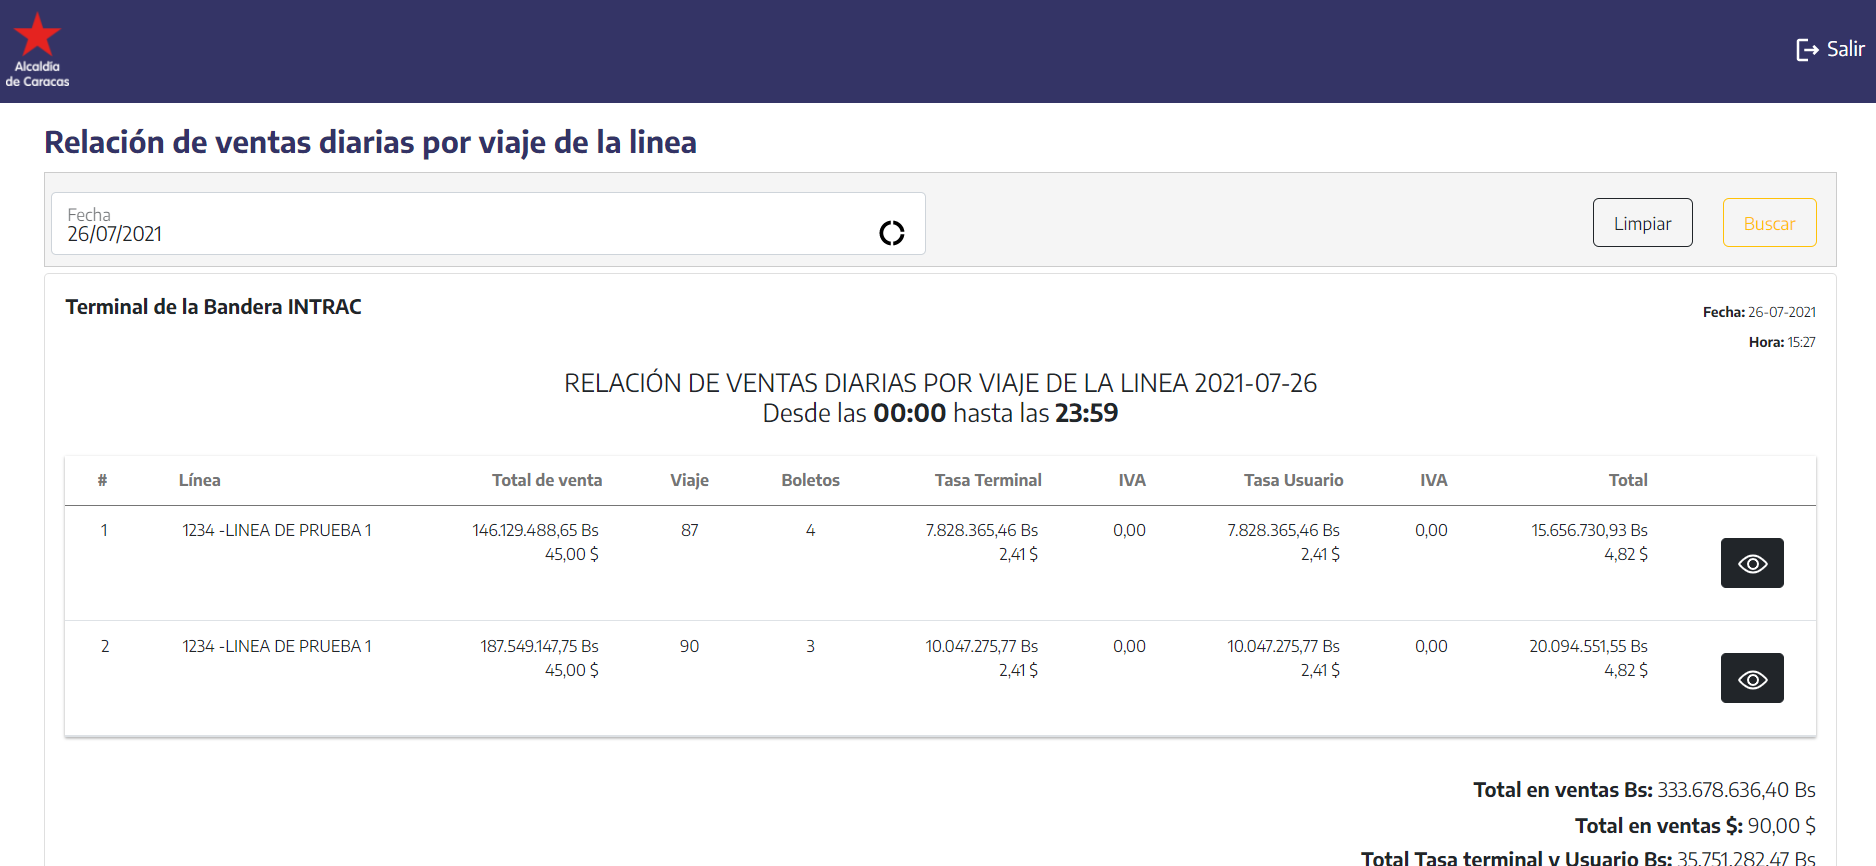 Alcaldía
de Caracas
Salir
Relación de ventas diarias por viaje de la linea
Fecha
26/07/2021
Limpiar
Buscar
Terminal de la Bandera INTRAC
Fecha: 26-07-2021
Hora: 15:27
RELACIÓN DE VENTAS DIARIAS POR VIAJE DE LA LINEA 2021-07-26
Desde las 00:00 hasta las 23:59
# Línea Total de venta Viaje Boletos Tasa Terminal IVA Tasa Usuario IVA Total
1 1234 -LINEA DE PRUEBA 1 146.129.488,65 Bs 87 4 7.828.365,46 Bs 0,00 7.828.365,46 Bs 0,00 15.656.730,93 Bs
45,00 $ 2,41 $ 2,41 $ 4,82 $
2 1234 -LINEA DE PRUEBA 1 187.549.147,75 Bs 90 3 10.047.275,77 Bs 0,00 10.047.275,77 Bs 0,00 20.094.551,55 Bs
45,00 $ 2,41 $ 2,41 $ 4,82 $
Total en ventas Bs: 333.678.636,40 Bs
Total en ventas $: 90,00 $
Total Tasa terminal y Usuario Bs: 35.751.282,47 Bs